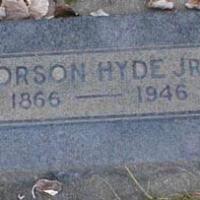 ORSON HYDE JR
1866 — 1946